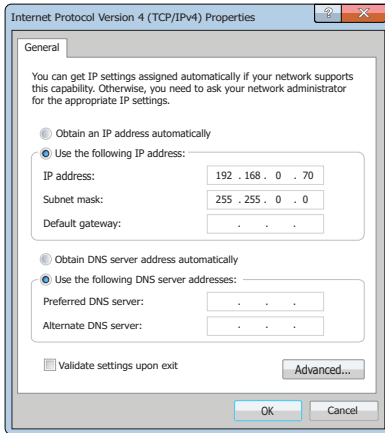 Internet Protocol Version 4 (TCP/IPv4) Properties ? X
General
You can get IP settings assigned automatically if your network supports
this capability. Otherwise, you need to ask your network administrator
for the appropriate IP settings.
Obtain an IP address automatically
Use the following IP address:
IP address: 192 . 168 . 0 . 70
Subnet mask: 255 . 255 . 0 . 0
Default gateway: . . .
Obtain DNS server address automatically
Use the following DNS server addresses:
Preferred DNS server: . . .
Alternate DNS server: . . .
Validate settings upon exit
Advanced...
OK Cancel